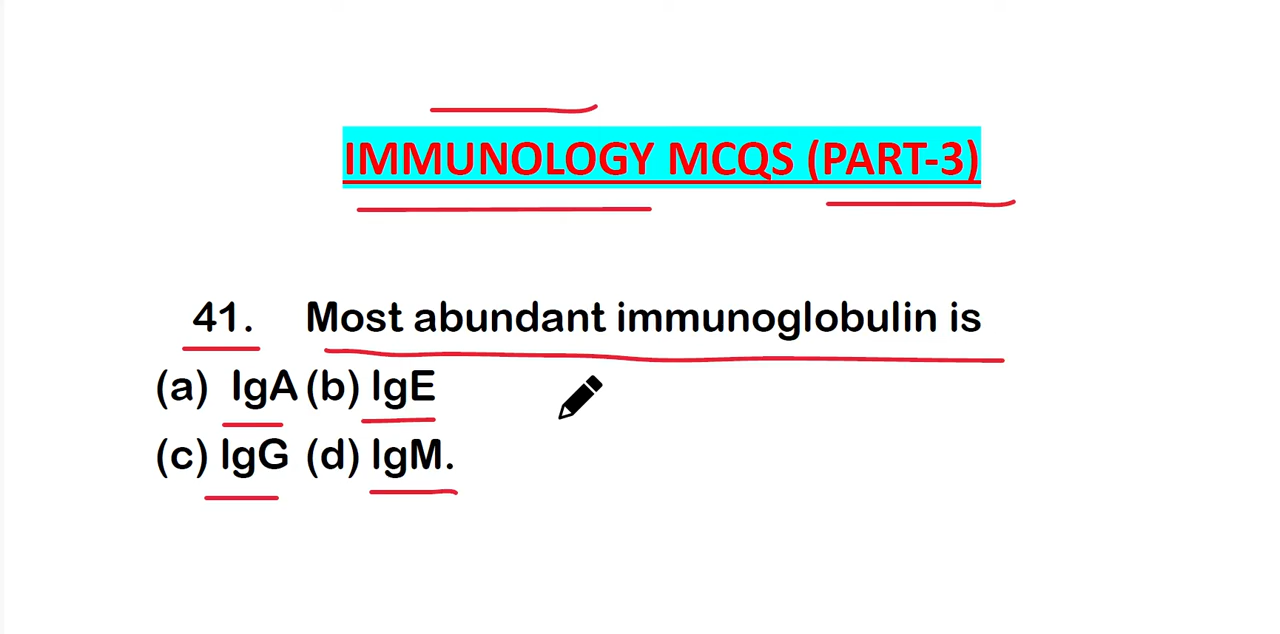 IMMUNOLOGY MCQS (PART-3)
41. Most abundant immunoglobulin is
(a) IgA (b) IgE
(c) IgG (d) IgM.